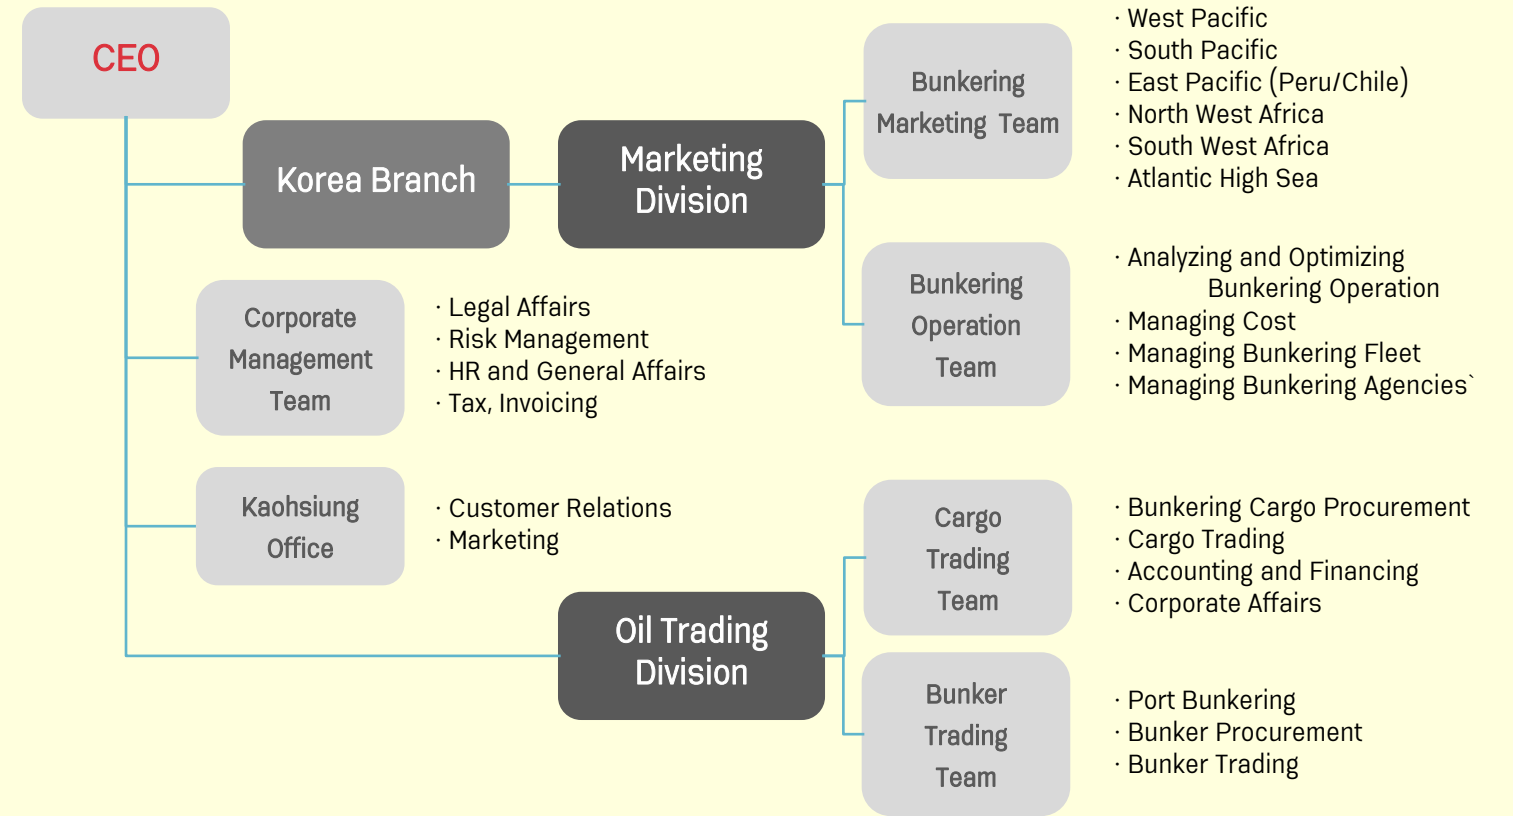 CEO
Korea Branch
Marketing
Division
Bunkering
Marketing Team
· West Pacific
· South Pacific
· East Pacific (Peru/Chile)
· North West Africa
· South West Africa
· Atlantic High Sea
Bunkering
Operation
Team
· Analyzing and Optimizing
Bunkering Operation
· Managing Cost
· Managing Bunkering Fleet
· Managing Bunkering Agencies`
Corporate
Management
Team
· Legal Affairs
· Risk Management
· HR and General Affairs
· Tax, Invoicing
Kaohsiung
Office
· Customer Relations
· Marketing
Oil Trading
Division
Cargo
Trading
Team
· Bunkering Cargo Procurement
· Cargo Trading
· Accounting and Financing
· Corporate Affairs
Bunker
Trading
Team
· Port Bunkering
· Bunker Procurement
· Bunker Trading